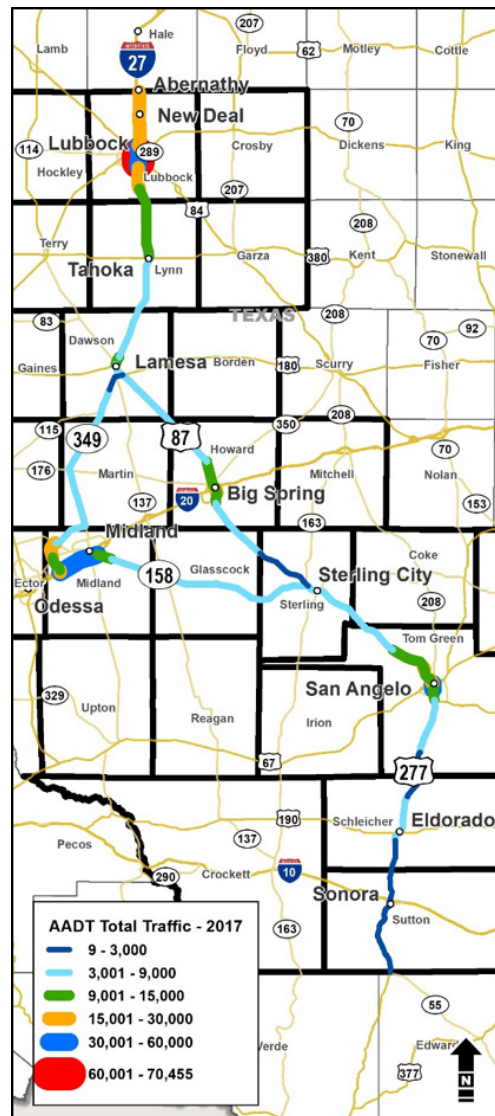 207
Hale
Lamb
Floyd
62
Motley
Cottle
INTERSTATE
27
Abernathy
New Deal
70
Lubbock
289
114
Crosby
Dickens
King
Hockley
Lubbock
207
84
208
Terry
Garza
380
Kent
Stonewall
Tahoka
Lynn
83
TEXAS
208
92
Dawson
70
Gaines
Lamesa
Borden
180
Scurry
Fisher
115
349
87
350
208
Howard
70
176
Martin
Mitchell
Nolan
137
20
Big Spring
153
163
Midland
Coke
Glasscock
Ector
Midland
158
Sterling City
Odessa
Sterling
208
Tom Green
San Angelo
329
Upton
Reagan
Irion
67
277
190
Schleicher
Eldorado
137
Pecos
290
Crockett
10
Sonora
Sutton
163
AADT Total Traffic - 2017
9 - 3,000
3,001 - 9,000
9,001 - 15,000
15,001 - 30,000
30,001 - 60,000
60,001 - 70,455
55
Verde
Edward
377
N